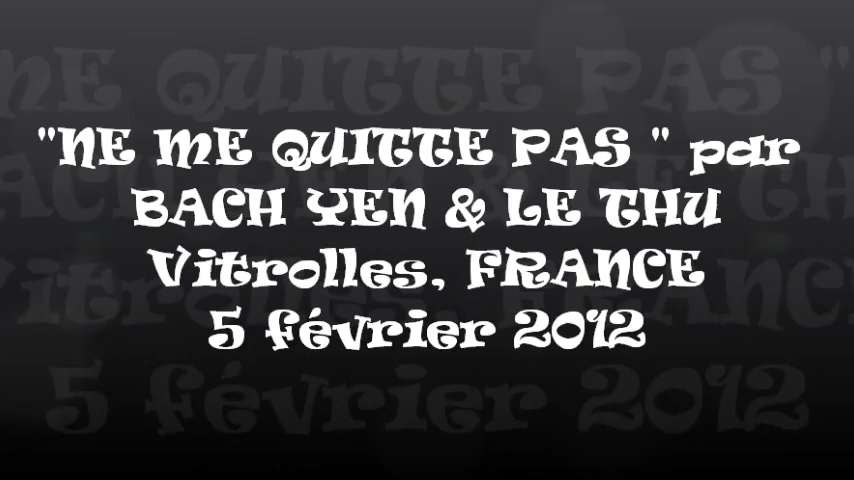 "NE ME QUITTE PAS " par
BACH YEN & LE THU
Vitrolles, FRANCE
5 février 2012